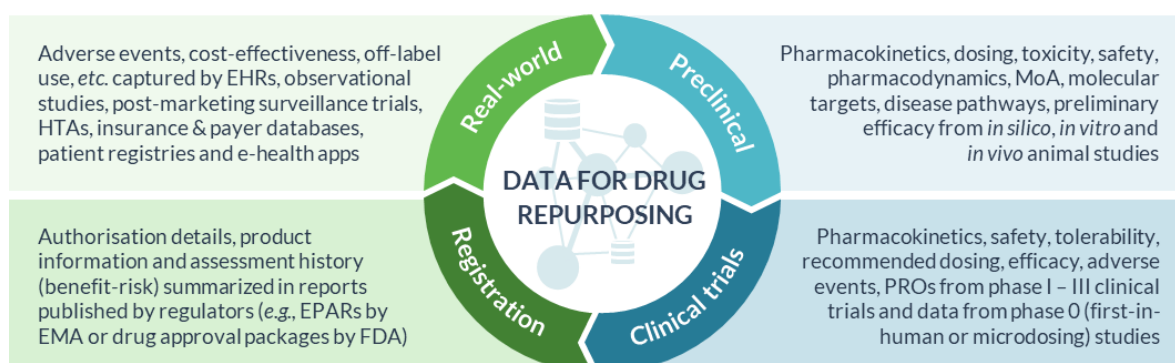 Adverse events, cost-effectiveness, off-label
use, etc. captured by EHRs, observational
studies, post-marketing surveillance trials,
HTAs, insurance & payer databases,
patient registries and e-health apps
Real-world
Preclinical
Pharmacokinetics, dosing, toxicity, safety,
pharmacodynamics, MoA, molecular
targets, disease pathways, preliminary
efficacy from in silico, in vitro and
in vivo animal studies
DATA FOR DRUG
REPURPOSING
Authorisation details, product
information and assessment history
(benefit-risk) summarized in reports
published by regulators (e.g., EPARs by
EMA or drug approval packages by FDA)
Registration
Clinical trials
Pharmacokinetics, safety, tolerability,
recommended dosing, efficacy, adverse
events, PROs from phase I – III clinical
trials and data from phase 0 (first-in-
human or microdosing) studies